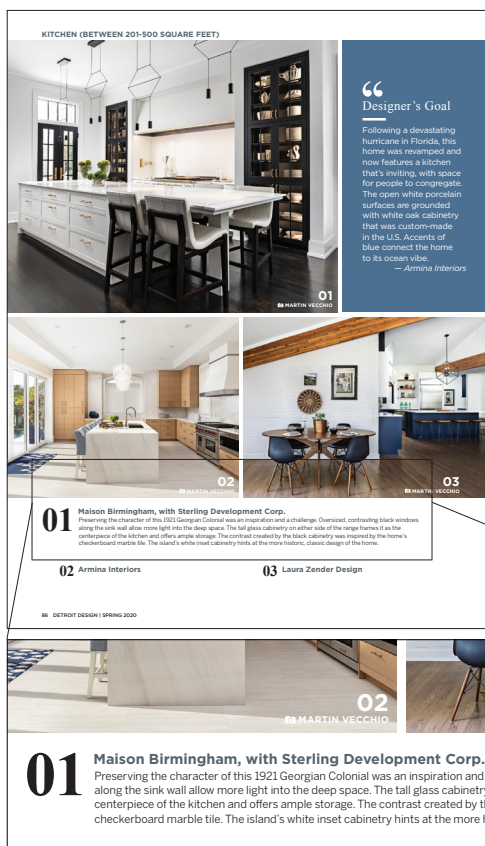 KITCHEN (BETWEEN 201-500 SQUARE FEET)
“
Designer's Goal
Following a devastating
hurricane in Florida, this
home was revamped and
now features a kitchen
that's inviting, with space
for people to congregate.
The open white porcelain
surfaces are grounded
with white oak cabinetry
that was custom-made
in the U.S. Accents of
blue connect the home
to its ocean vibe.
— Armina Interiors
01
MARTIN VECCHIO
02
MARTIN VECCHIO
03
MARTIN VECCHIO
01 Maison Birmingham, with Sterling Development Corp.
Preserving the character of this 1921 Georgian Colonial was an inspiration and a challenge. Oversized, contrasting black windows
along the sink wall allow more light into the deep space. The tall glass cabinetry on either side of the range frames it as the
centerpiece of the kitchen and offers ample storage. The contrast created by the black cabinetry was inspired by the home's
checkerboard marble tile. The island's white inset cabinetry hints at the more historic, classic design of the home.
02 Armina Interiors
03 Laura Zender Design
86 DETROIT DESIGN | SPRING 2020
02
MARTIN VECCHIO
01 Maison Birmingham, with Sterling Development Corp.
Preserving the character of this 1921 Georgian Colonial was an inspiration and
along the sink wall allow more light into the deep space. The tall glass cabinetry
centerpiece of the kitchen and offers ample storage. The contrast created by th
checkerboard marble tile. The island's white inset cabinetry hints at the more h